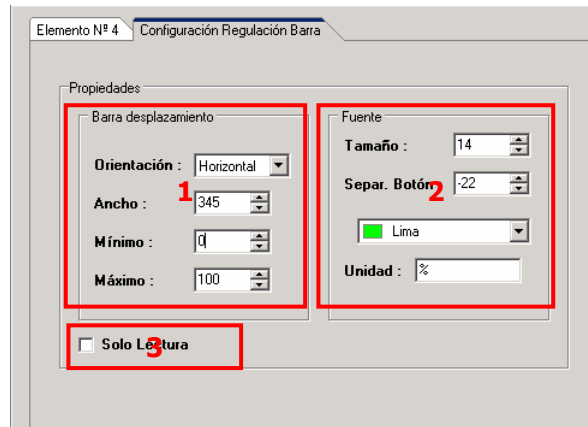 Elemento Nº 4 Configuración Regulación Barra
Propiedades
Barra desplazamiento
Orientación : Horizontal
Ancho : 345
Mínimo : 0
Máximo : 100
1
Fuente
Tamaño : 14
Separ. Botón -22
Lima
Unidad : %
2
Solo Lectura
3